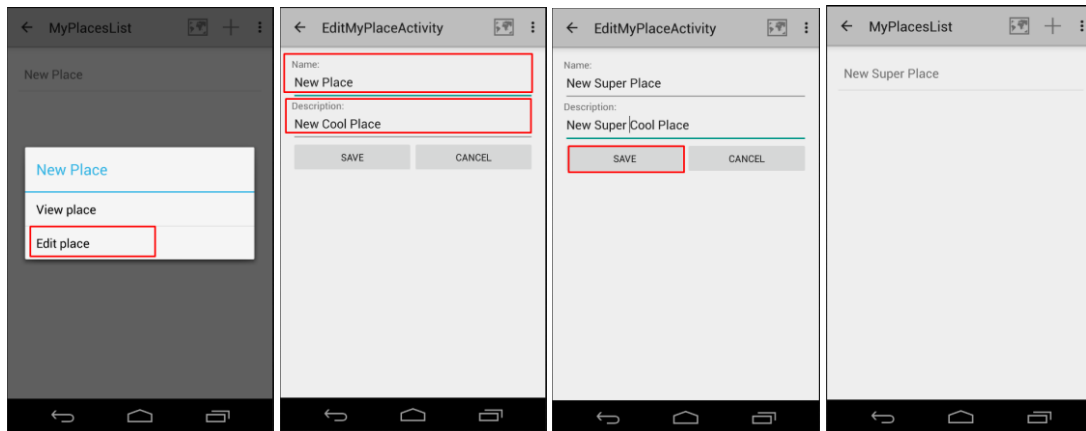 MyPlacesList
New Place
New Place
View place
Edit place
EditMyPlaceActivity
Name:
New Place
Description:
New Cool Place
SAVE CANCEL
EditMyPlaceActivity
Name:
New Super Place
Description:
New Super Cool Place
SAVE CANCEL
MyPlacesList
New Super Place